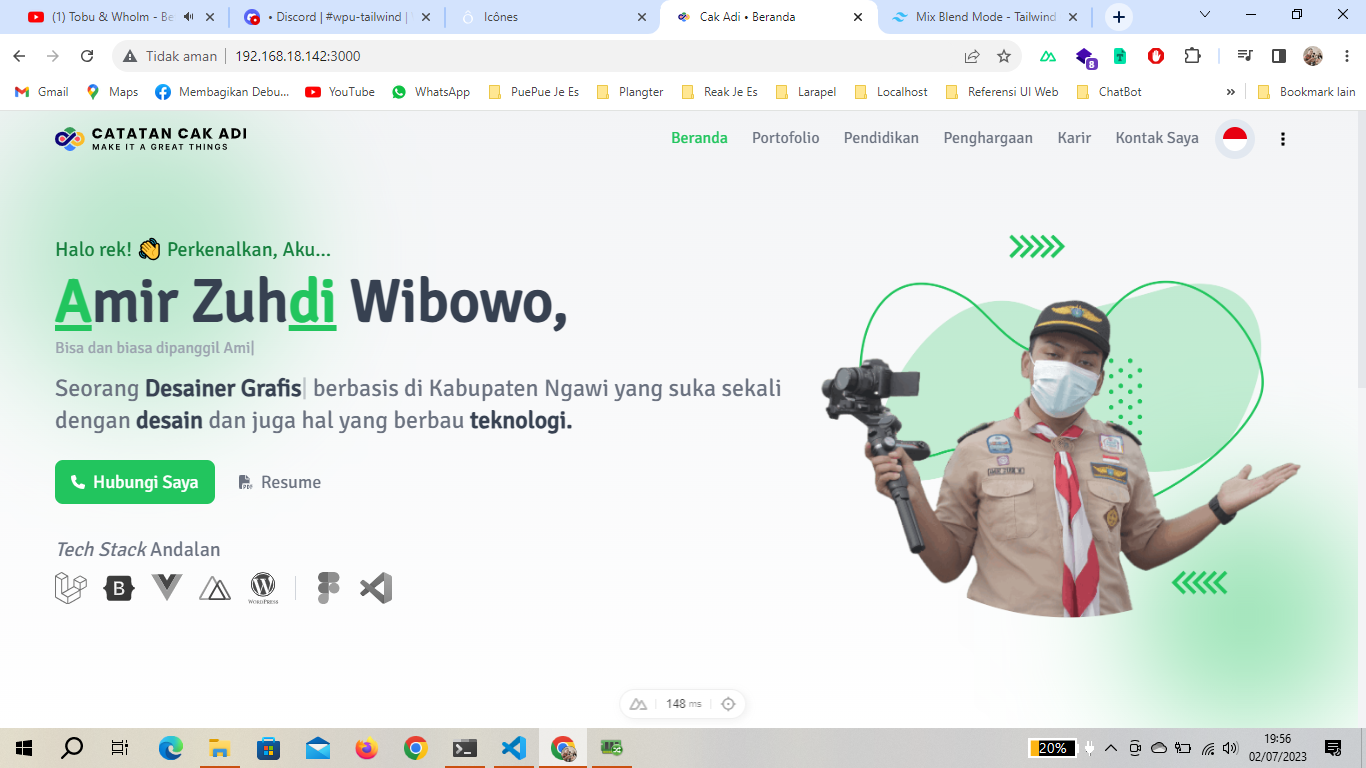 (1) Tobu & Wholm - Be
• Discord | #wpu-tailwind |
Icônes
Cak Adi • Beranda
Mix Blend Mode - Tailwind
Tidak aman
192.168.18.142:3000
8
Gmail
Maps
Membagikan Debu...
YouTube
WhatsApp
PuePue Je Es
Plangter
Reak Je Es
Larapel
Localhost
Referensi UI Web
ChatBot
»
Bookmark lain
CATATAN CAK ADI
MAKE IT A GREAT THINGS
Beranda
Portofolio
Pendidikan
Penghargaan
Karir
Kontak Saya
Halo rek! 👋 Perkenalkan, Aku...
Amir Zuhdi Wibowo,
Bisa dan biasa dipanggil Ami|
Seorang Desainer Grafis| berbasis di Kabupaten Ngawi yang suka sekali
dengan desain dan juga hal yang berbau teknologi.
Hubungi Saya
Resume
Tech Stack Andalan
B
WORDPRESS
148 ms
20%
19:56
02/07/2023